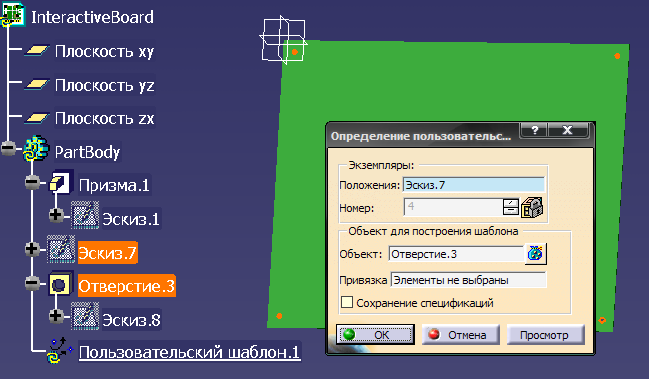 InteractiveBoard
Плоскость xy
Плоскость yz
Плоскость zx
PartBody
Призма.1
Эскиз.1
Эскиз.7
Отверстие.3
Эскиз.8
Пользовательский шаблон.1
Определение пользовательс...
Экземпляры:
Положения: Эскиз.7
Номер: 4
Объект для построения шаблона
Объект: Отверстие.3
Привязка Элементы не выбраны
Сохранение спецификаций
OK Отмена Просмотр